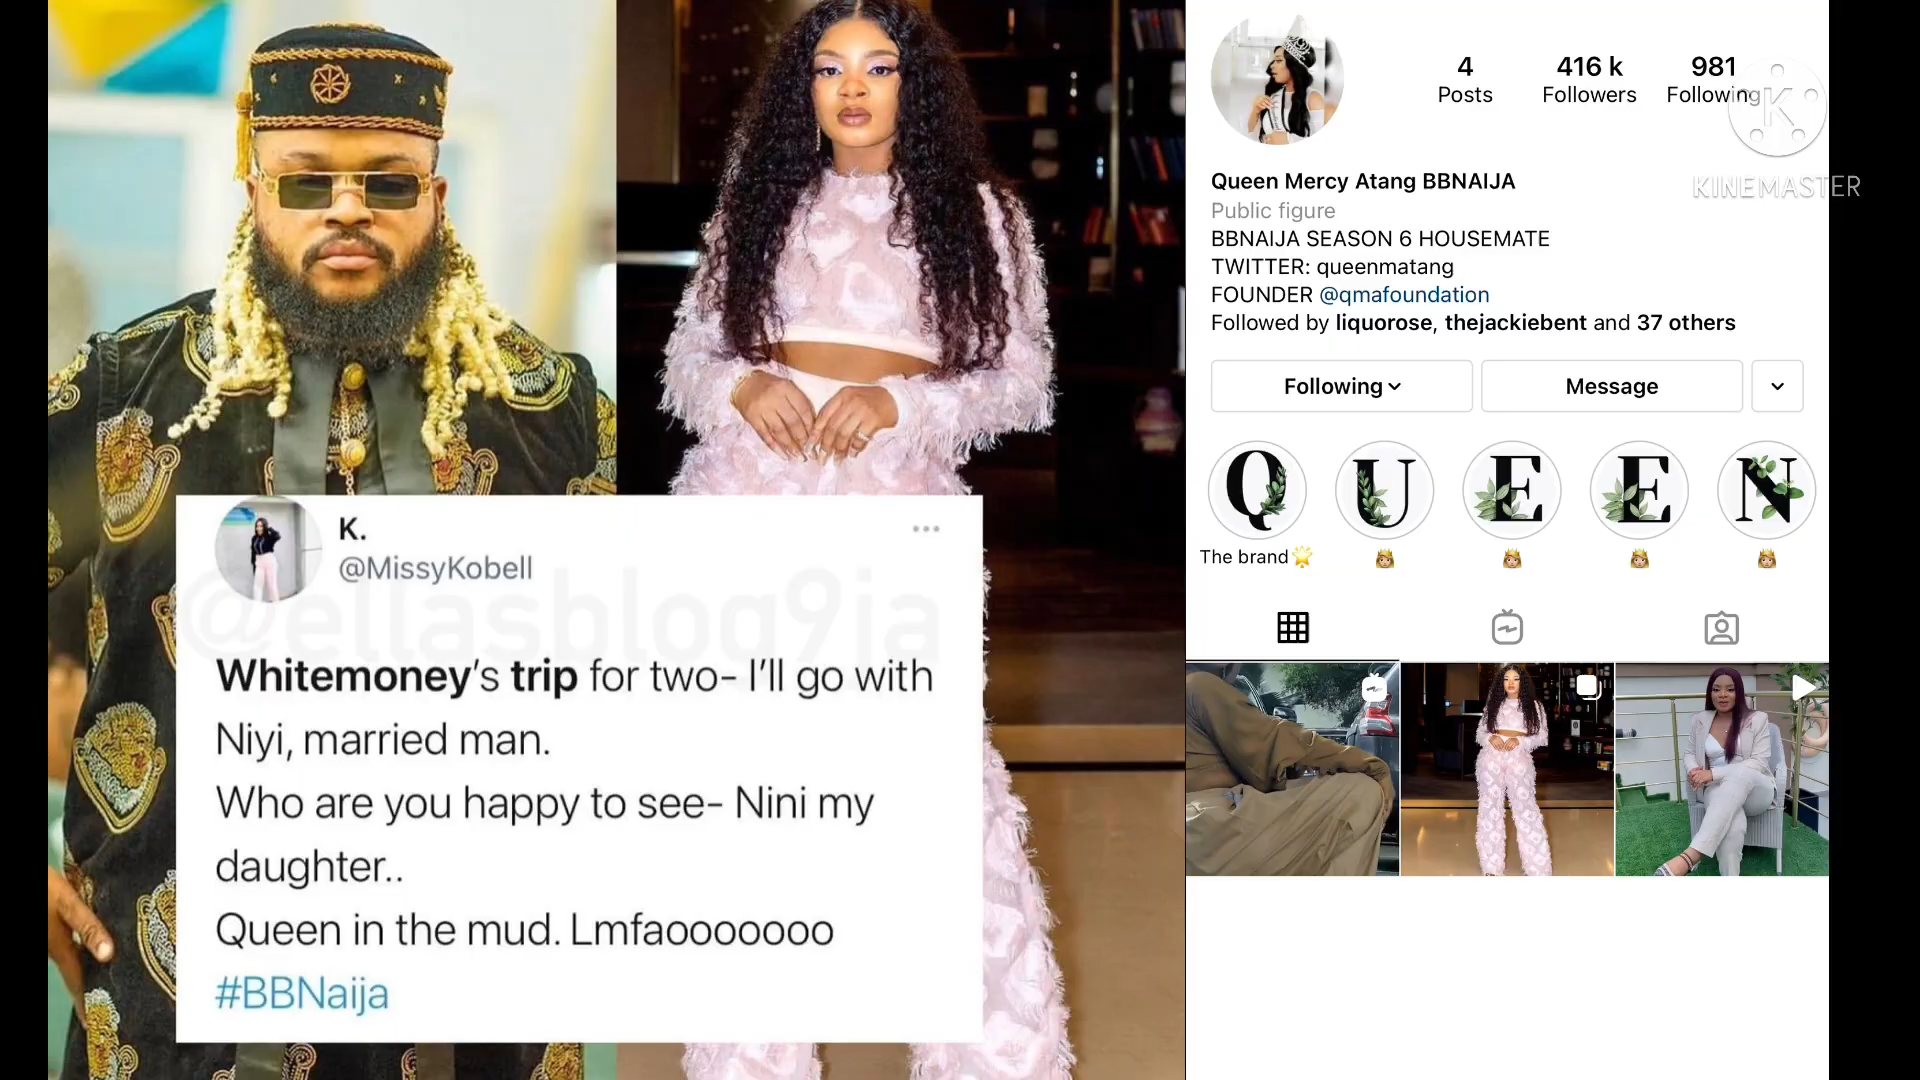 K.
@MissyKobell
@ellasblog9ja
Whitemoney's trip for two- I'll go with
Niyi, married man.
Who are you happy to see- Nini my
daughter..
Queen in the mud. Lmfaooooooo
#BBNaija
4
Posts
416 k
Followers
981
Following
K
KINEMASTER
Queen Mercy Atang BBNAIJA
Public figure
BBNAIJA SEASON 6 HOUSEMATE
TWITTER: queenmatang
FOUNDER @qmafoundation
Followed by liquorose, thejackiebent and 37 others
Following
Message
Q U E E N
The brand